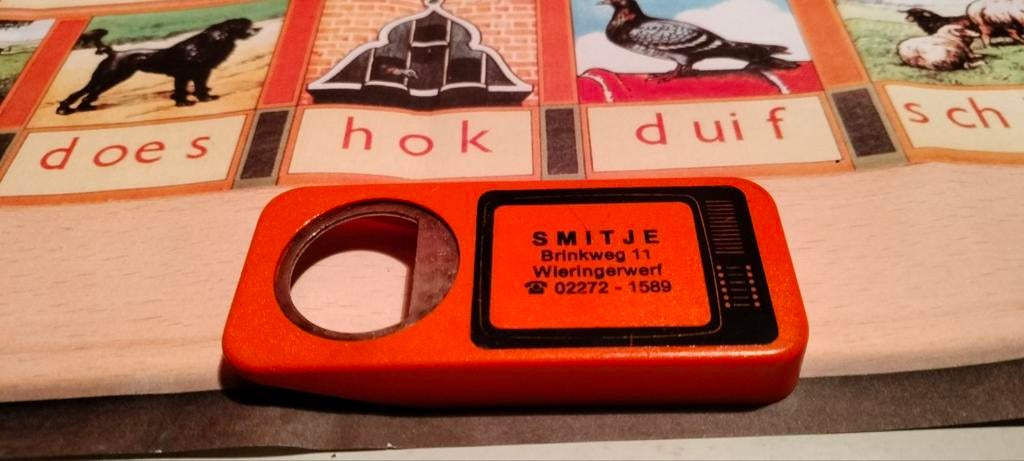 does hok duif sch
SMITJE
Brinkweg 11
Wieringerwerf
☎ 02272 - 1589